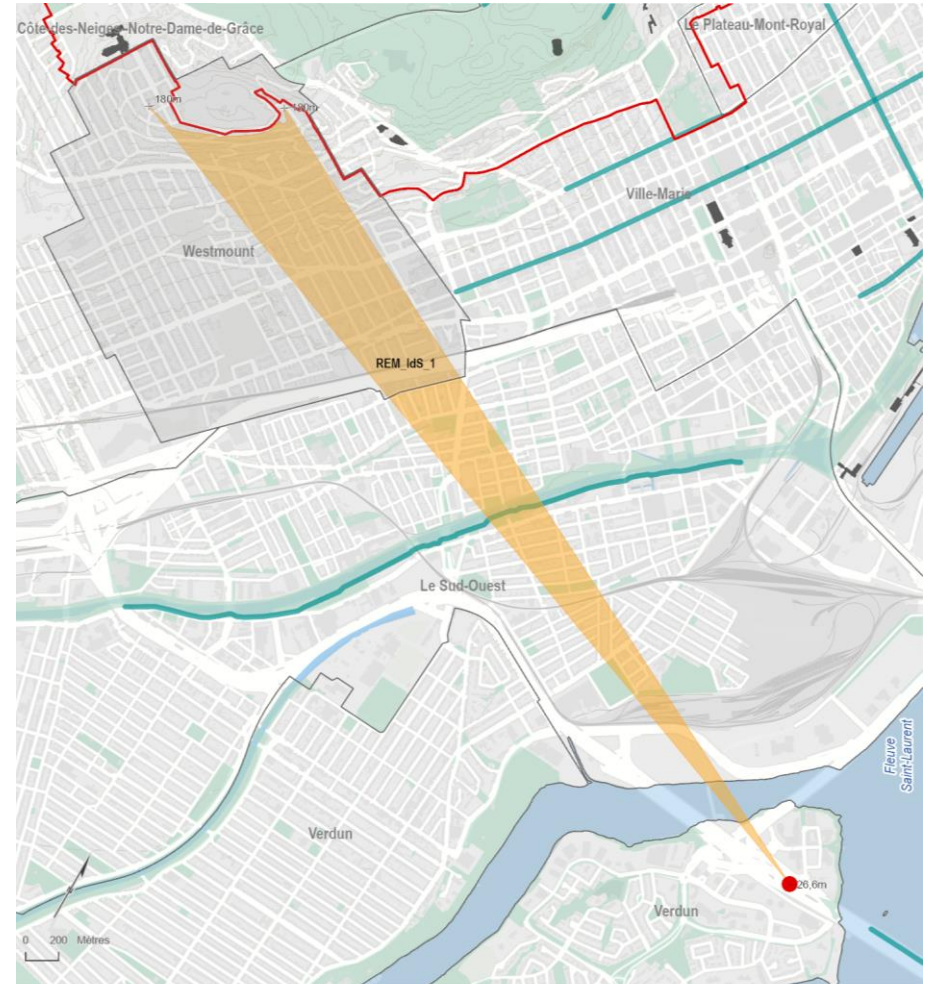 Côte-des-Neiges-Notre-Dame-de-Grâce
Le Plateau-Mont-Royal
180m
180m
Ville-Marie
Westmount
REM_IdS_1
Le Sud-Ouest
Fleuve
Saint-Laurent
Verdun
26,6m
Verdun
0 200 Mètres